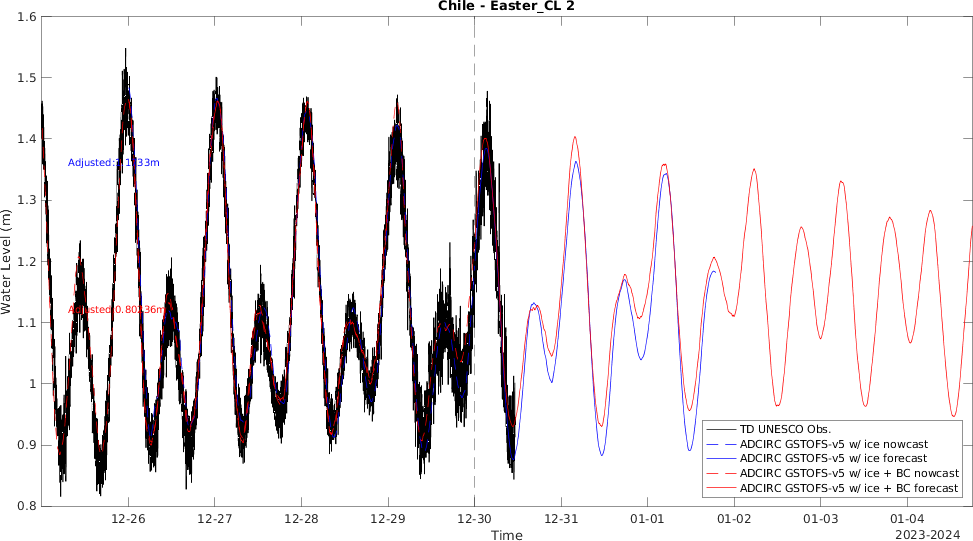 Chile - Easter_CL 2
Water Level (m)
1.6
1.5
1.4
1.3
1.2
1.1
1
0.9
0.8
Adjusted:
33m
Adjusted:0.80
36m
TD UNESCO Obs.
ADCIRC GSTOFS-v5 w/ ice nowcast
ADCIRC GSTOFS-v5 w/ ice forecast
ADCIRC GSTOFS-v5 w/ ice + BC nowcast
ADCIRC GSTOFS-v5 w/ ice + BC forecast
12-26
12-27
12-28
12-29
12-30
12-31
01-01
01-02
01-03
01-04
Time
2023-2024